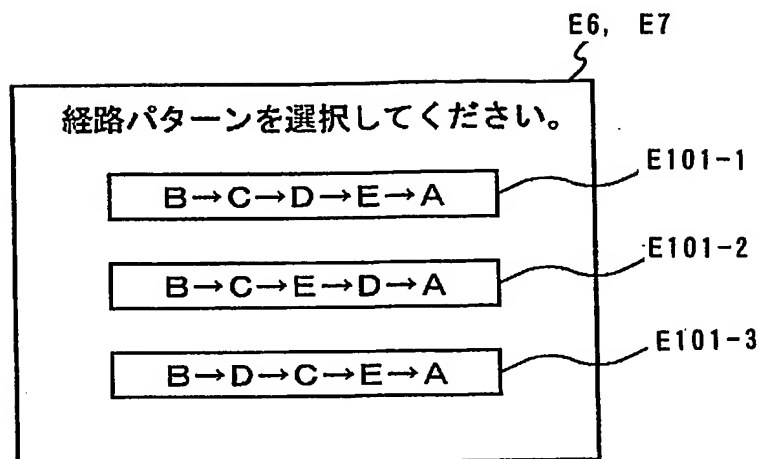 E6, E7
経路パターンを選択してください。
B→C→D→E→A
E101-1
B→C→E→D→A
E101-2
B→D→C→E→A
E101-3